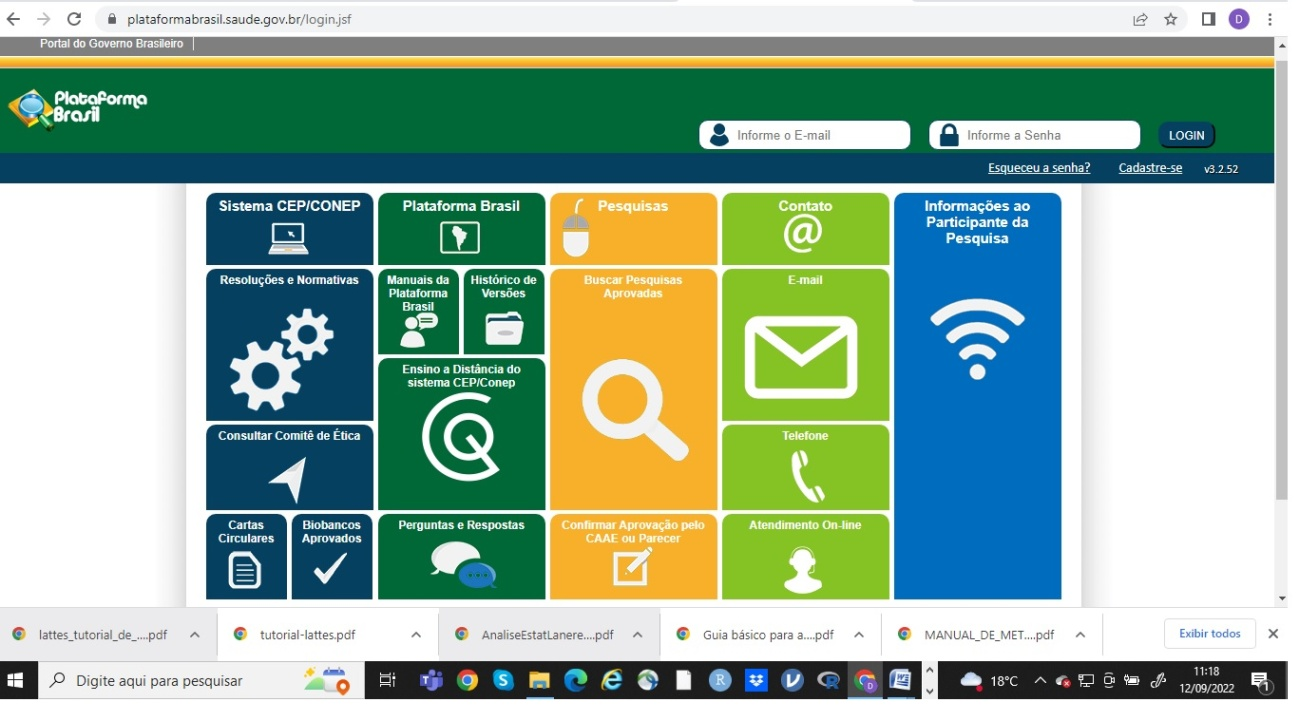 plataformabrasil.saude.gov.br/login.jsf
D
Portal do Governo Brasileiro
Plataforma
Brasil
Informe o E-mail
Informe a Senha
LOGIN
Esqueceu a senha?
Cadastre-se
v3.2.52
Sistema CEP/CONEP
Plataforma Brasil
Pesquisas
Contato
@
Informações ao
Participante da
Pesquisa
Resoluções e Normativas
Manuais da
Plataforma
Brasil
Histórico de
Versões
Buscar Pesquisas
Aprovadas
E-mail
Ensino a Distância do
sistema CEP/Conep
Consultar Comitê de Ética
Telefone
Cartas
Circulares
Biobancos
Aprovados
Perguntas e Respostas
Confirmar Aprovação pelo
CAAE ou Parecer
Atendimento On-line
lattes_tutorial_de_....pdf
tutorial-lattes.pdf
AnaliseEstatLanere....pdf
Guia básico para a....pdf
MANUAL_DE_MET....pdf
Exibir todos
Digite aqui para pesquisar
18°C
11:18
12/09/2022
1